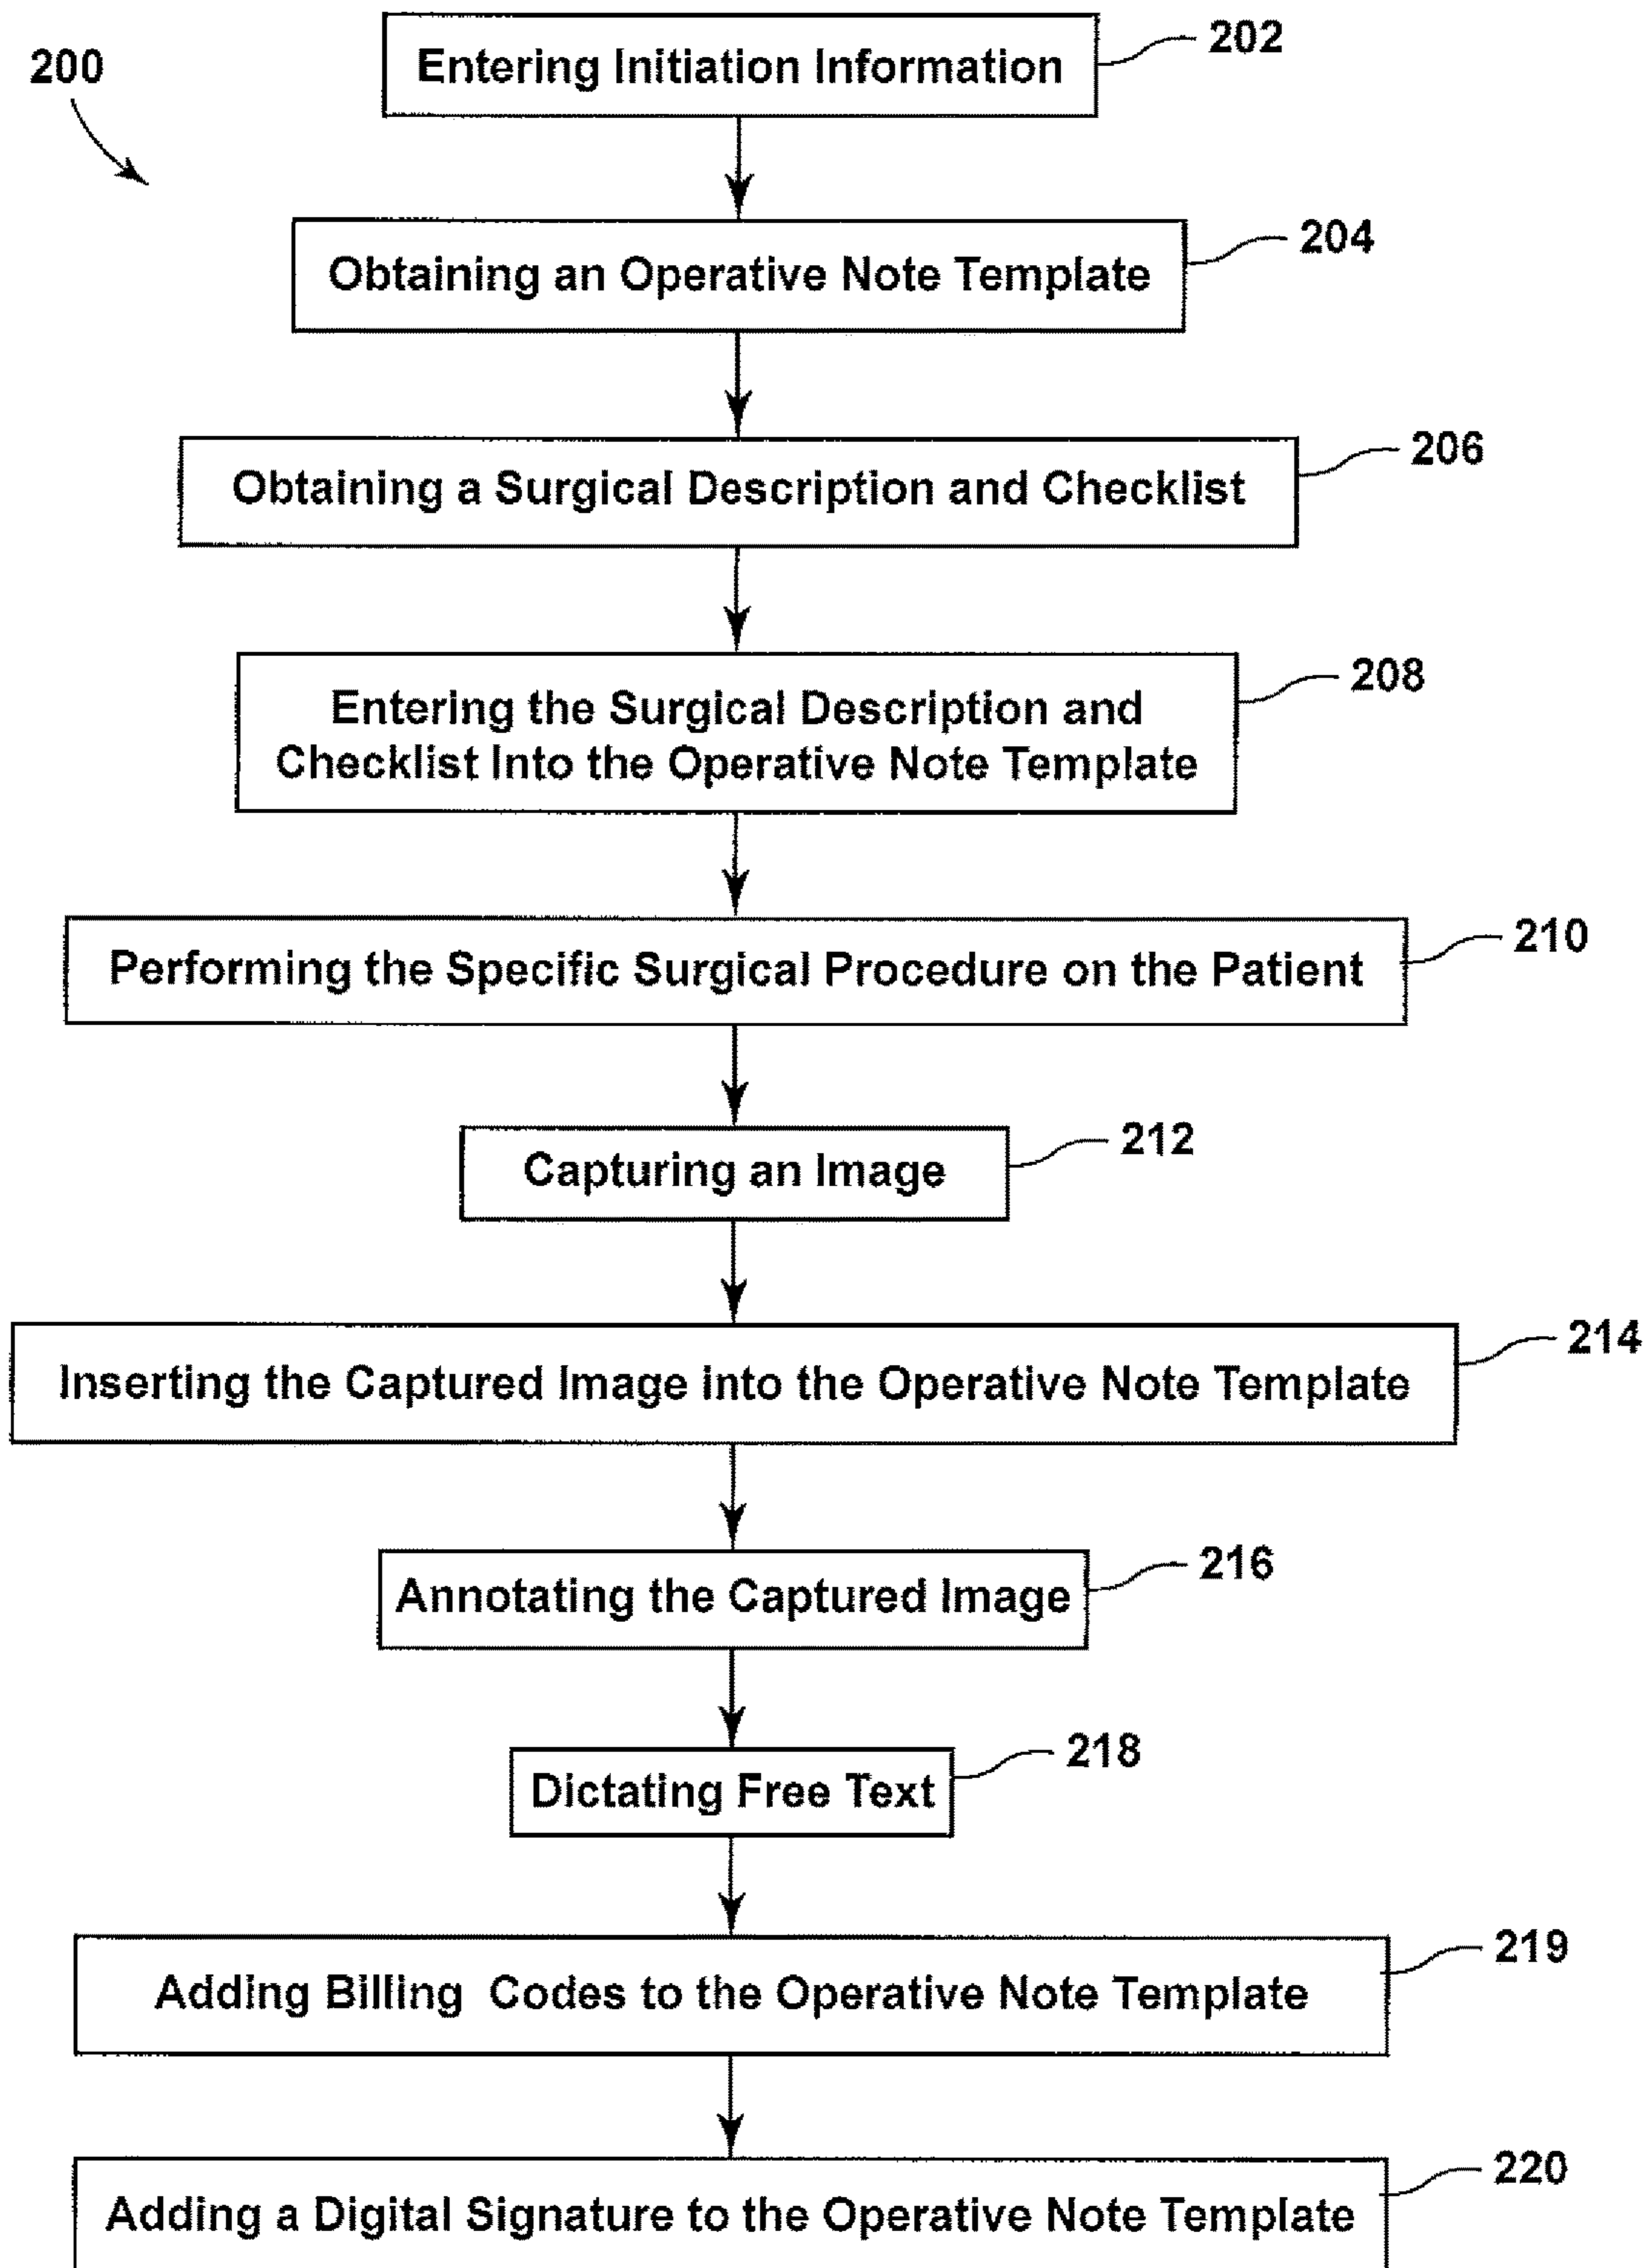 202
Entering Initiation Information
200
204
Obtaining an Operative Note Template
206
Obtaining a Surgical Description and Checklist
208
Entering the Surgical Description and
Checklist Into the Operative Note Template
210
Performing the Specific Surgical Procedure on the Patient
212
Capturing an Image
214
Inserting the Captured Image into the Operative Note Template
216
Annotating the Captured Image
218
Dictating Free Text
219
Adding Billing Codes to the Operative Note Template
220
Adding a Digital Signature to the Operative Note Template